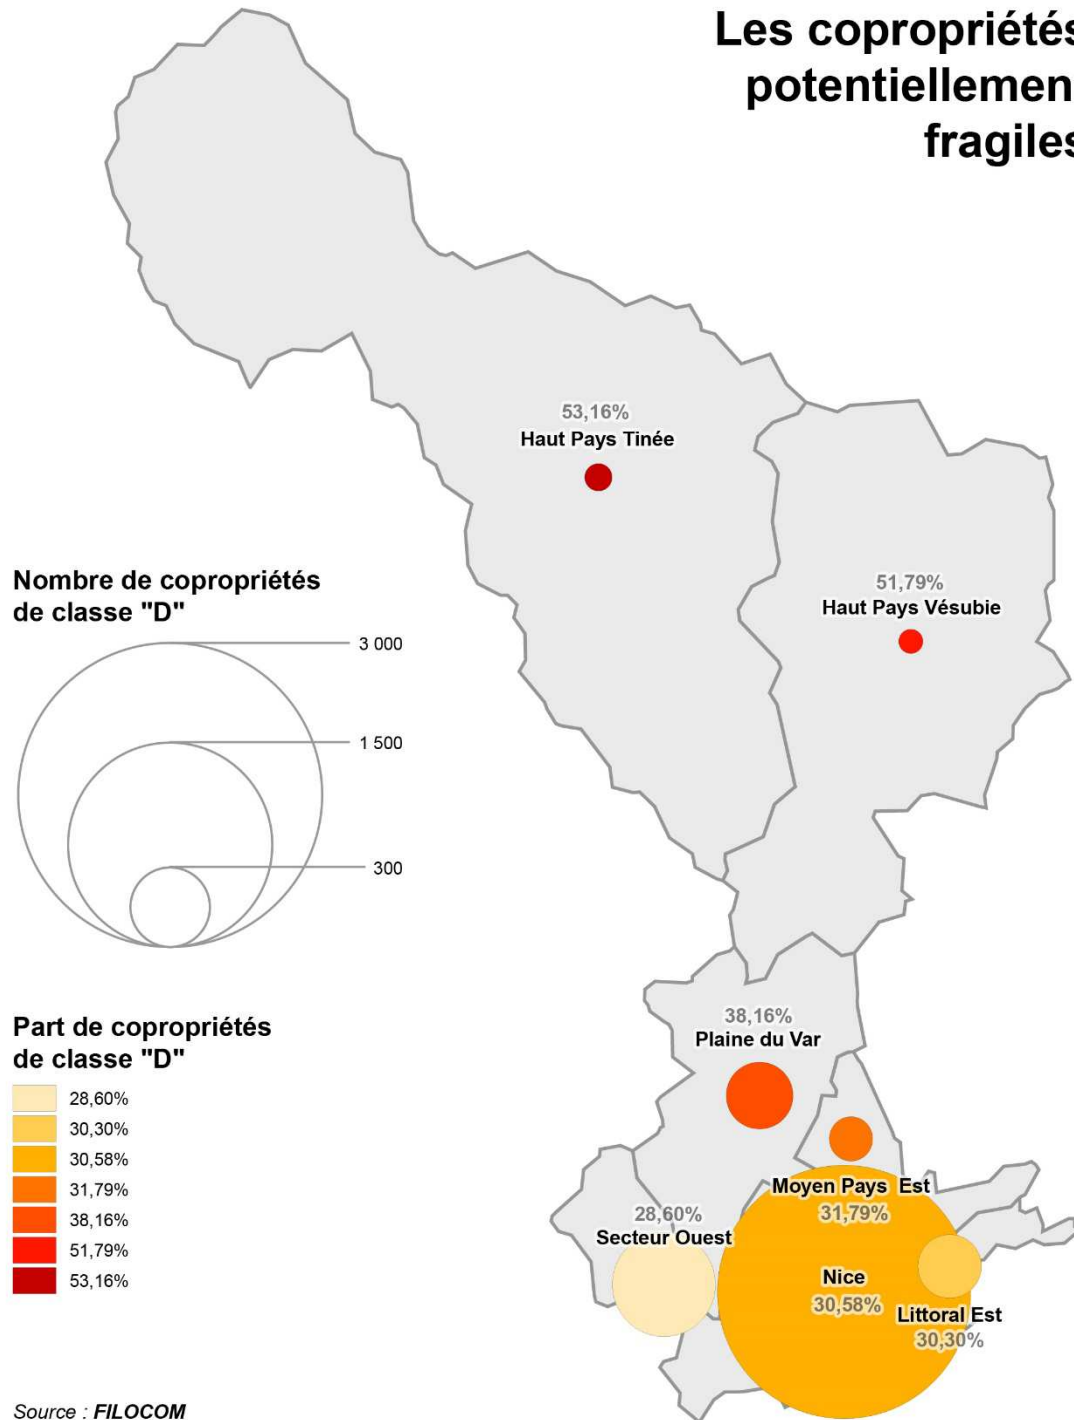 Les copropriétés
potentiellement
fragiles
53,16%
Haut Pays Tinée
51,79%
Haut Pays Vésubie
Nombre de copropriétés
de classe "D"
3 000
1 500
300
38,16%
Plaine du Var
Part de copropriétés
de classe "D"
28,60%
30,30%
30,58%
31,79%
38,16%
51,79%
53,16%
Moyen Pays Est
31,79%
28,60%
Secteur Ouest
Nice
30,58%
Littoral Est
30,30%
Source : FILOCOM